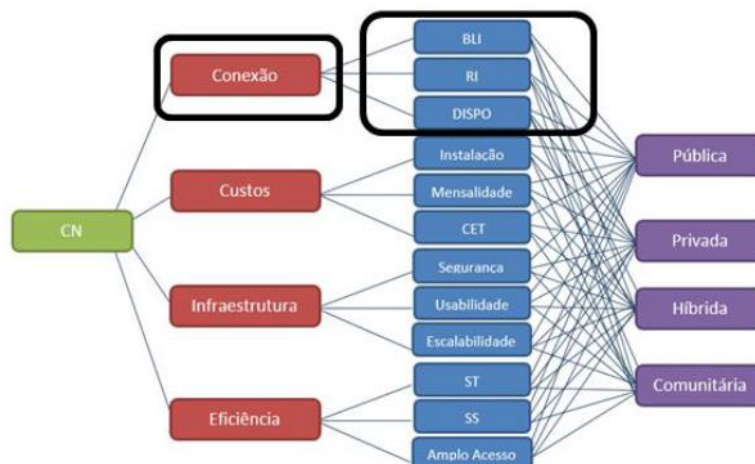 BLI
Conexão
RI
DISPO
Instalação
Pública
Custos
Mensalidade
CET
CN
Privada
Segurança
Infraestrutura
Usabilidade
Híbrida
Escalabilidade
ST
Comunitária
Eficiência
SS
Amplo Acesso